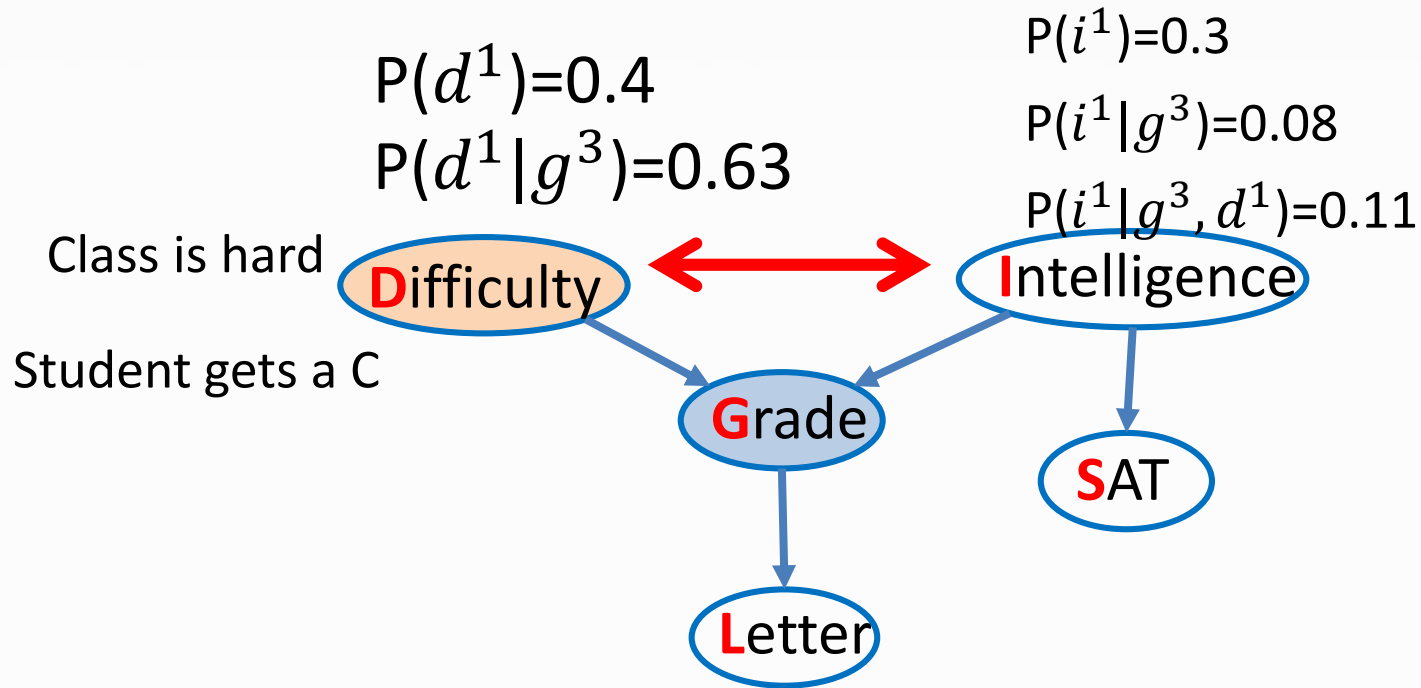 P(d¹)=0.4
P(d¹|g³)=0.63
P(i¹)=0.3
P(i¹|g³)=0.08
P(i¹|g³, d¹)=0.11
Class is hard
Difficulty
Intelligence
Student gets a C
Grade
SAT
Letter